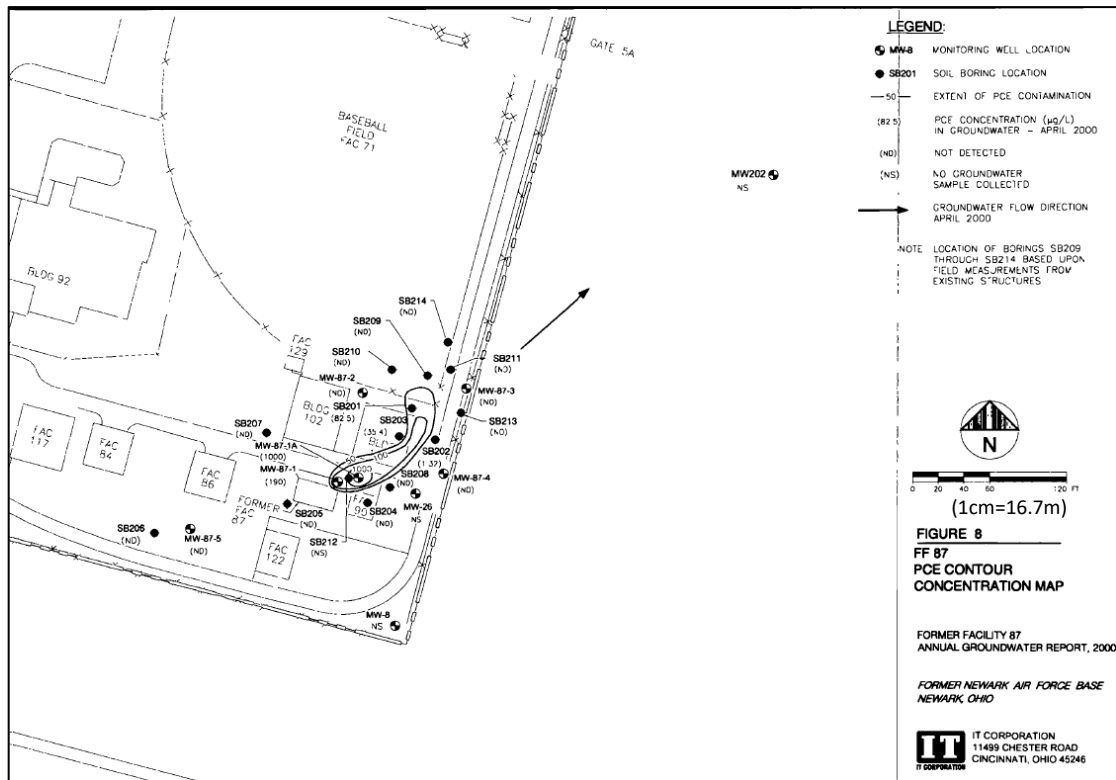 GATE 5A
BASEBALL
FIELD
FAC 71
MW202
NS
BLDG 92
SB214
(ND)
SB209
(ND)
SB210
(ND)
SB211
(ND)
FAC
129
MW-87-2
(ND)
MW-87-3
(ND)
BLDG
102
SB201
(82 5)
SB203
(35.4)
SB213
(ND)
SB207
(ND)
MW-87-1A
(1000)
SB202
(1.37)
FAC
117
FAC
84
MW-87-1
(190)
50
100
1000
SB208
(ND)
MW-87-4
(ND)
FAC
86
FORMER
FAC
87
SB205
(ND)
90
SB204
(ND)
MW-26
NS
SB206
(ND)
MW-87-5
(ND)
SB212
(NS)
FAC
122
MW-8
NS
LEGEND:
MW-8 MONITORING WELL LOCATION
SB201 SOIL BORING LOCATION
50 EXTENT OF PCE CONTAMINATION
(82 5) PCE CONCENTRATION (µg/L)
IN GROUNDWATER - APRIL 2000
(ND) NOT DETECTED
(NS) NO GROUNDWATER
SAMPLE COLLECTED
GROUNDWATER FLOW DIRECTION
APRIL 2000
NOTE LOCATION OF BORINGS SB209
THROUGH SB214 BASED UPON
FIELD MEASUREMENTS FROM
EXISTING STRUCTURES
N
0 20 40 60 80 120 FT
(1cm=16.7m)
FIGURE 8
FF 87
PCE CONTOUR
CONCENTRATION MAP
FORMER FACILITY 87
ANNUAL GROUNDWATER REPORT, 2000
FORMER NEWARK AIR FORCE BASE
NEWARK, OHIO
IT
IT CORPORATION
IT CORPORATION
11499 CHESTER ROAD
CINCINNATI, OHIO 45246